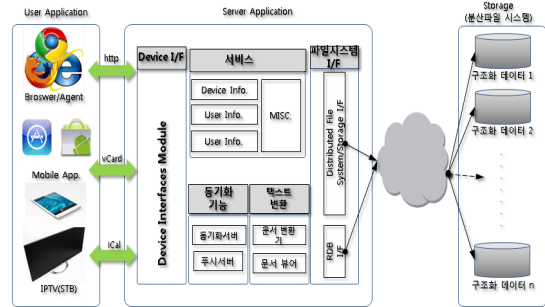 User Application
Server Application
Storage
(분산파일 시스템)
Broswer/Agent
Mobile App.
IPTV(STB)
http
vCard
iCal
Device I/F
Device Interfaces Module
서비스
Device Info.
User Info.
User Info.
MISC.
동기화
기능
동기화서버
푸시서버
텍스트
변환
문서 변환
기
문서 뷰어
파일시스템
I/F
Distributed File
System/Storage I/F
RDB
I/F
구조화 데이터 1
구조화 데이터 2
구조화 데이터 n